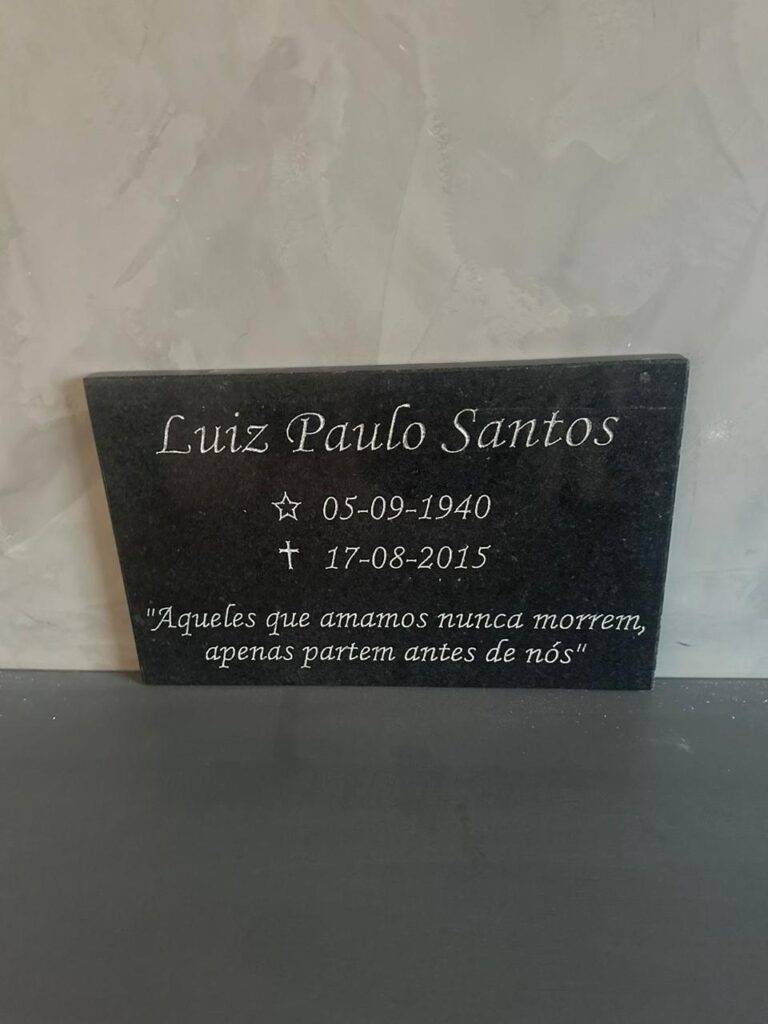 Luiz Paulo Santos
05-09-1940
17-08-2015
"Aqueles que amamos nunca morrem,
apenas partem antes de nós"